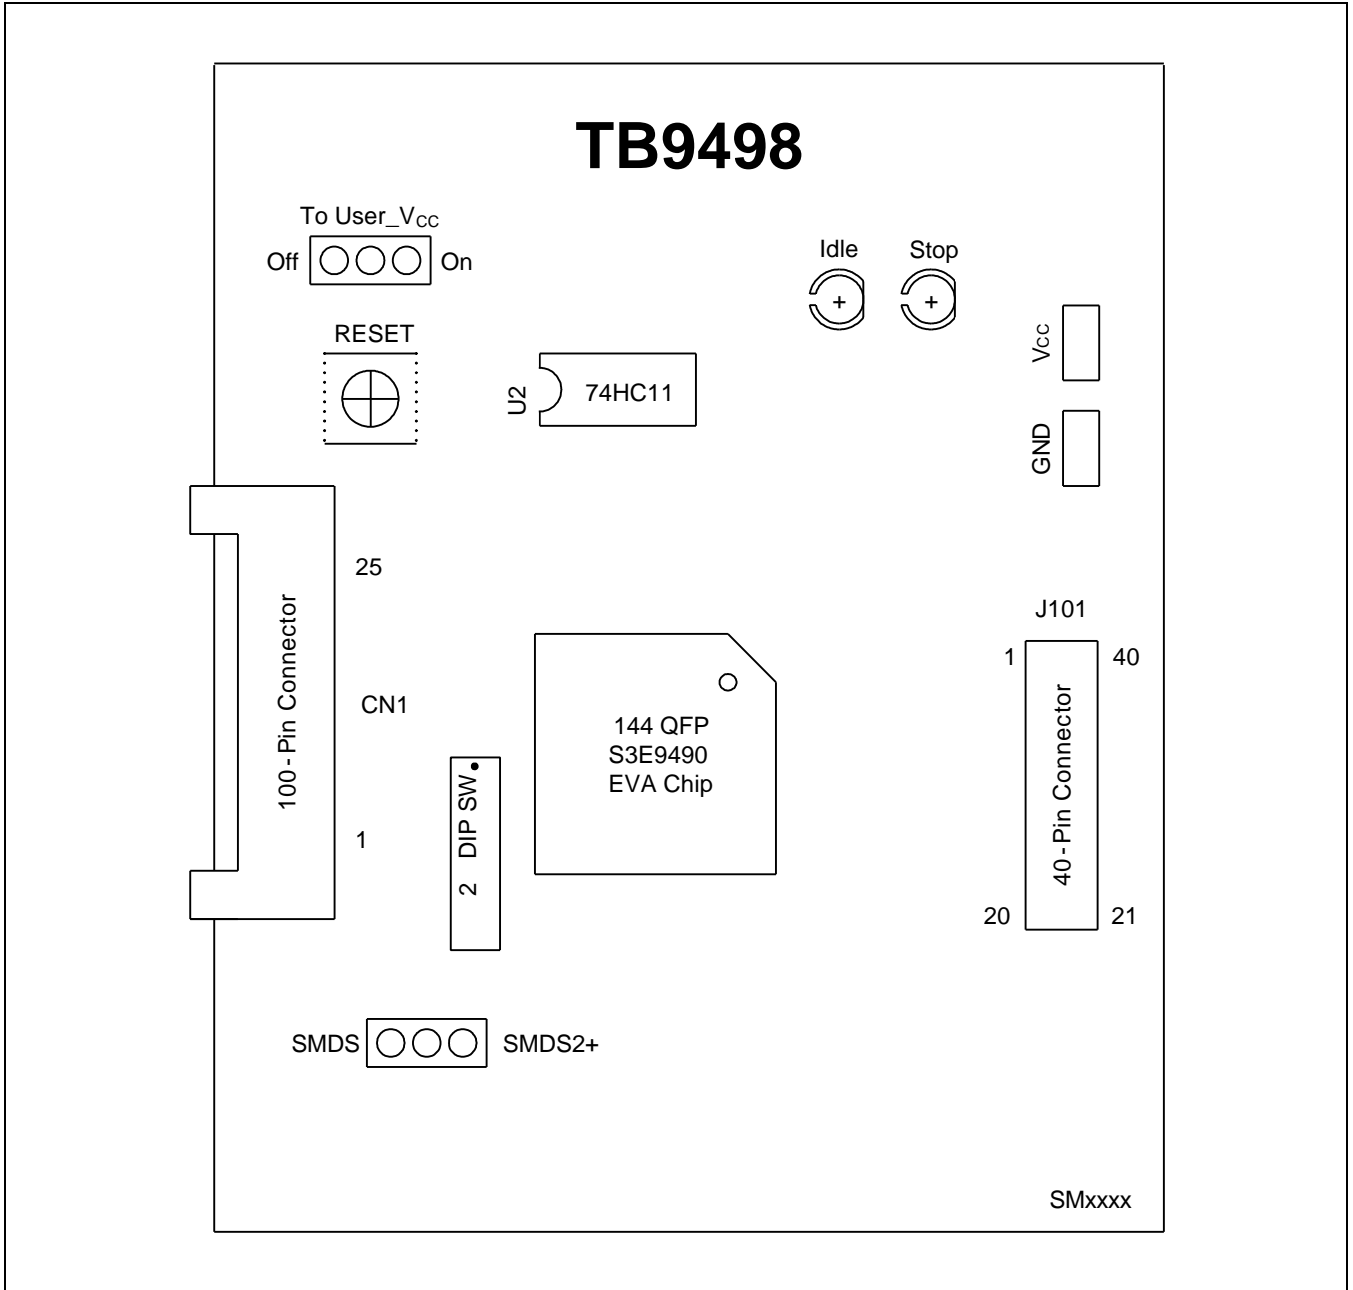 TB9498
To User_VCC
Off
On
Idle
Stop
RESET
VCC
U2
74HC11
GND
25
100-Pin Connector
CN1
1
J101
1
40
40-Pin Connector
20
21
144 QFP
S3E9490
EVA Chip
2 DIP SW
SMDS
SMDS2+
SMxxxx